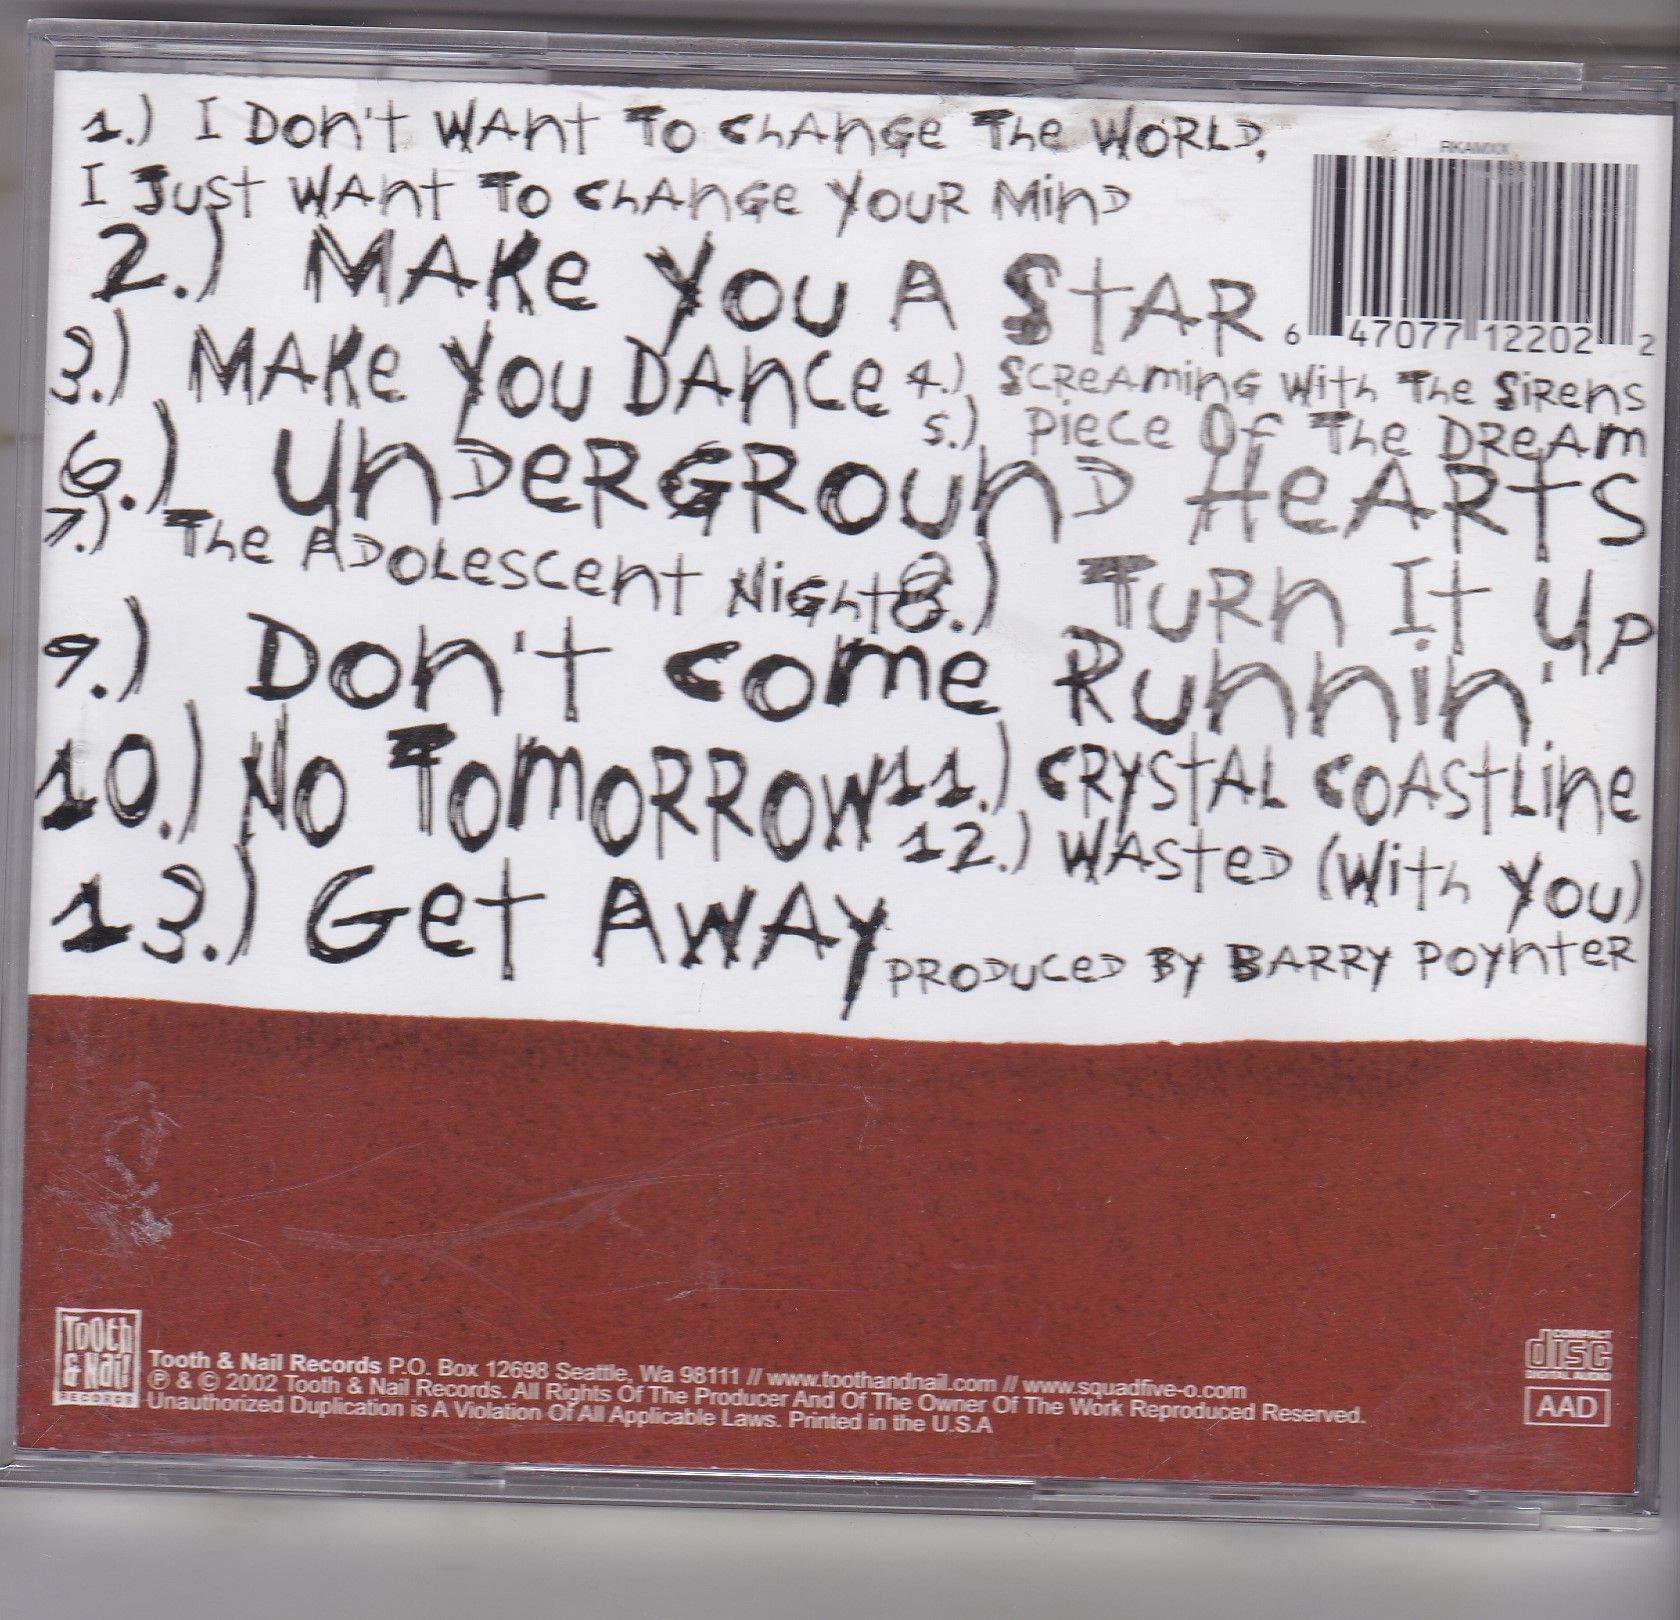 1.) I Don't Want To Change The World,
I Just Want To Change Your Mind
2.) Make You A Star
3.) Make You Dance
4.) Screaming With The Sirens
5.) Piece Of The Dream
6.) Underground Hearts
7.) The Adolescent Night
8.) Turn It Up
9.) Don't Come Runnin'
10.) No Tomorrow
11.) Crystal Coastline
12.) Wasted (With You)
13.) Get Away
Produced By Barry Poynter
6 47077 12202 2
Tooth & Nail RECORDS
Tooth & Nail Records P.O. Box 12698 Seattle, Wa 98111 // www.toothandnail.com // www.squadfive-o.com
℗ & © 2002 Tooth & Nail Records. All Rights Of The Producer And Of The Owner Of The Work Reproduced Reserved.
Unauthorized Duplication is A Violation Of All Applicable Laws. Printed in the U.S.A
COMPACT
disc
DIGITAL AUDIO
AAD